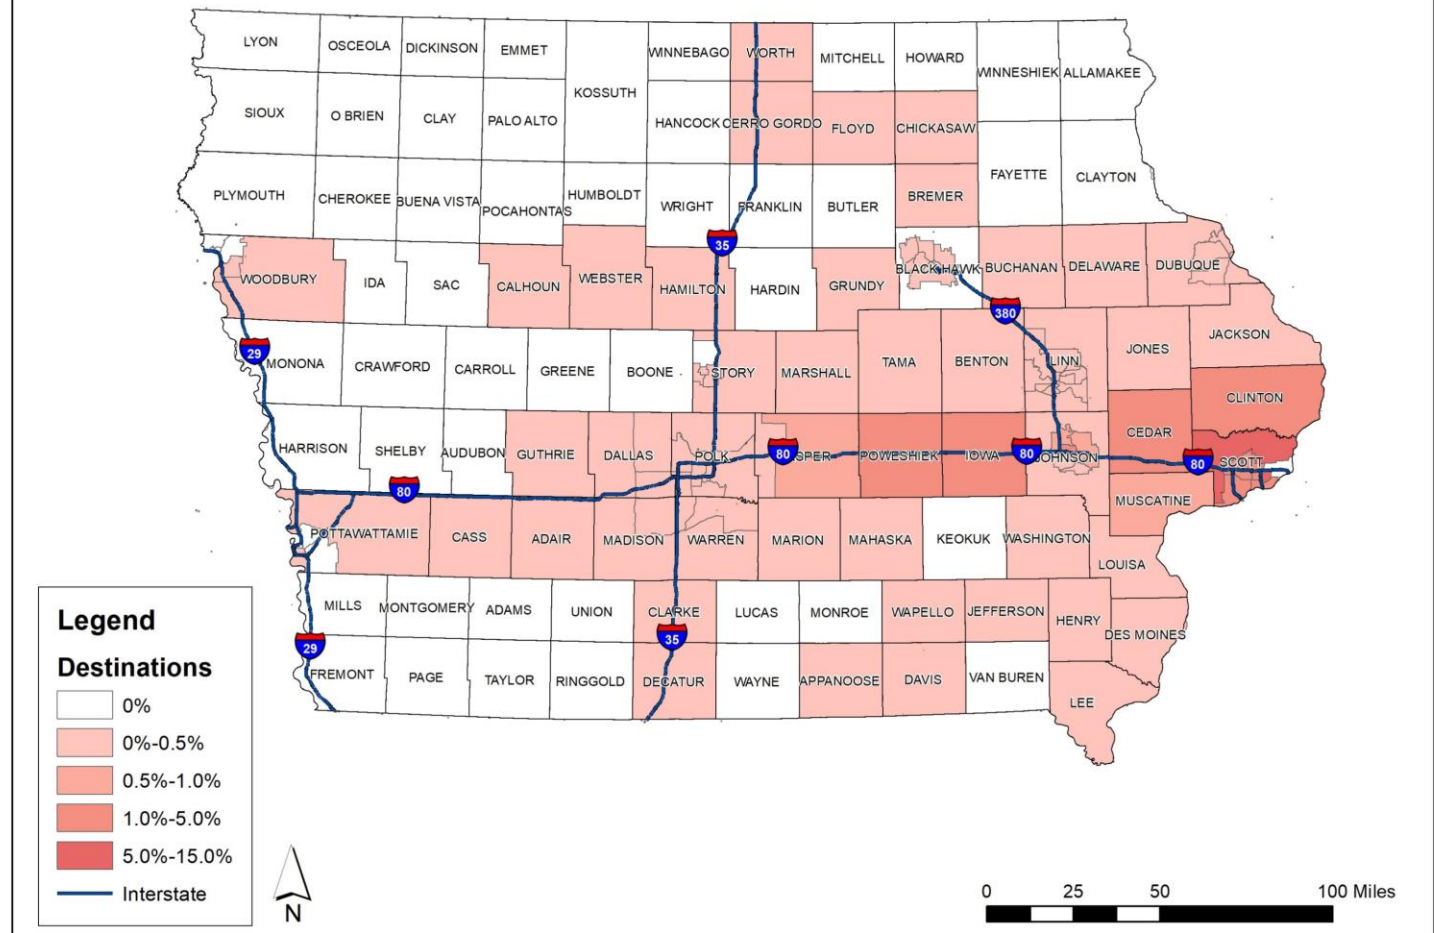 LYON
OSCEOLA
DICKINSON
EMMET
WINNEBAGO
WORTH
MITCHELL
HOWARD
WINNESHIEK
ALLAMAKEE
KOSSUTH
SIOUX
O BRIEN
CLAY
PALO ALTO
HANCOCK
CERRO GORDO
FLOYD
CHICKASAW
FAYETTE
CLAYTON
PLYMOUTH
CHEROKEE
BUENA VISTA
POCAHONTAS
HUMBOLDT
WRIGHT
FRANKLIN
BUTLER
BREMER
35
WOODBURY
IDA
SAC
CALHOUN
WEBSTER
HAMILTON
HARDIN
GRUNDY
BLACK HAWK
BUCHANAN
DELAWARE
DUBUQUE
380
29
MONONA
CRAWFORD
CARROLL
GREENE
BOONE
STORY
MARSHALL
TAMA
BENTON
LINN
JONES
JACKSON
CLINTON
HARRISON
SHELBY
AUDUBON
GUTHRIE
DALLAS
POLK
80
SPER
POWESHIEK
IOWA
80
JOHNSON
CEDAR
80
SCOTT
80
MUSCATINE
POTTAWATTAMIE
CASS
ADAIR
MADISON
WARREN
MARION
MAHASKA
KEOKUK
WASHINGTON
LOUISA
MILLS
MONTGOMERY
ADAMS
UNION
CLARKE
LUCAS
MONROE
WAPELLO
JEFFERSON
HENRY
DES MOINES
29
35
FREMONT
PAGE
TAYLOR
RINGGOLD
DECATUR
WAYNE
APPANOOSE
DAVIS
VAN BUREN
LEE
Legend
Destinations
0%
0%-0.5%
0.5%-1.0%
1.0%-5.0%
5.0%-15.0%
Interstate
N
0 25 50 100 Miles